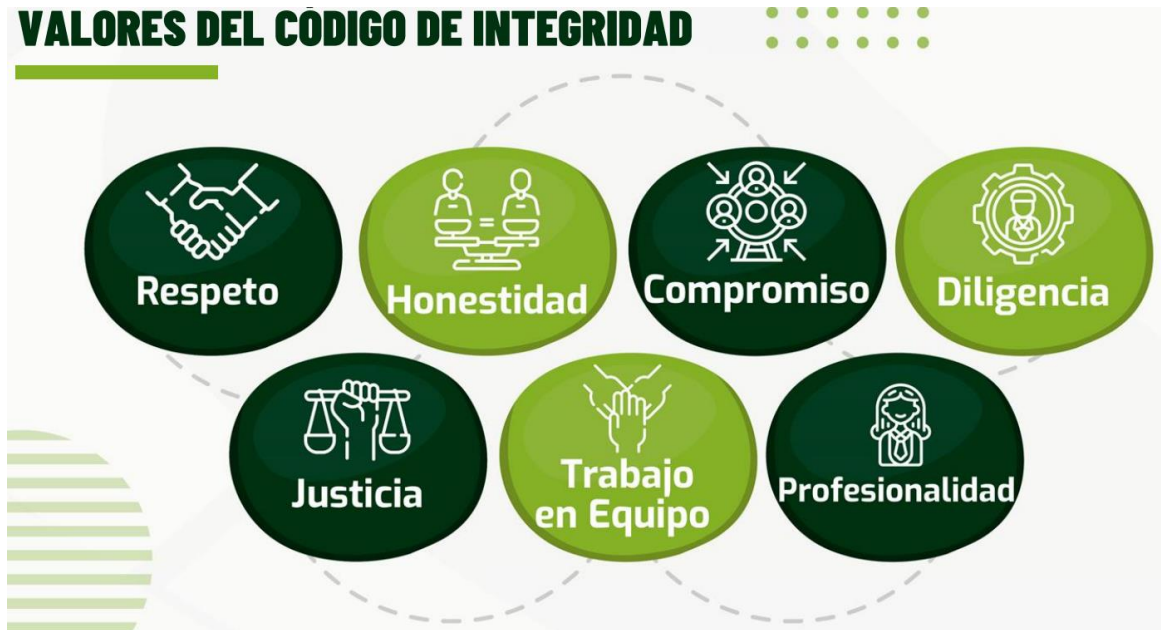 VALORES DEL CÓDIGO DE INTEGRIDAD
Respeto
Honestidad
Compromiso
Diligencia
Justicia
Trabajo
en Equipo
Profesionalidad